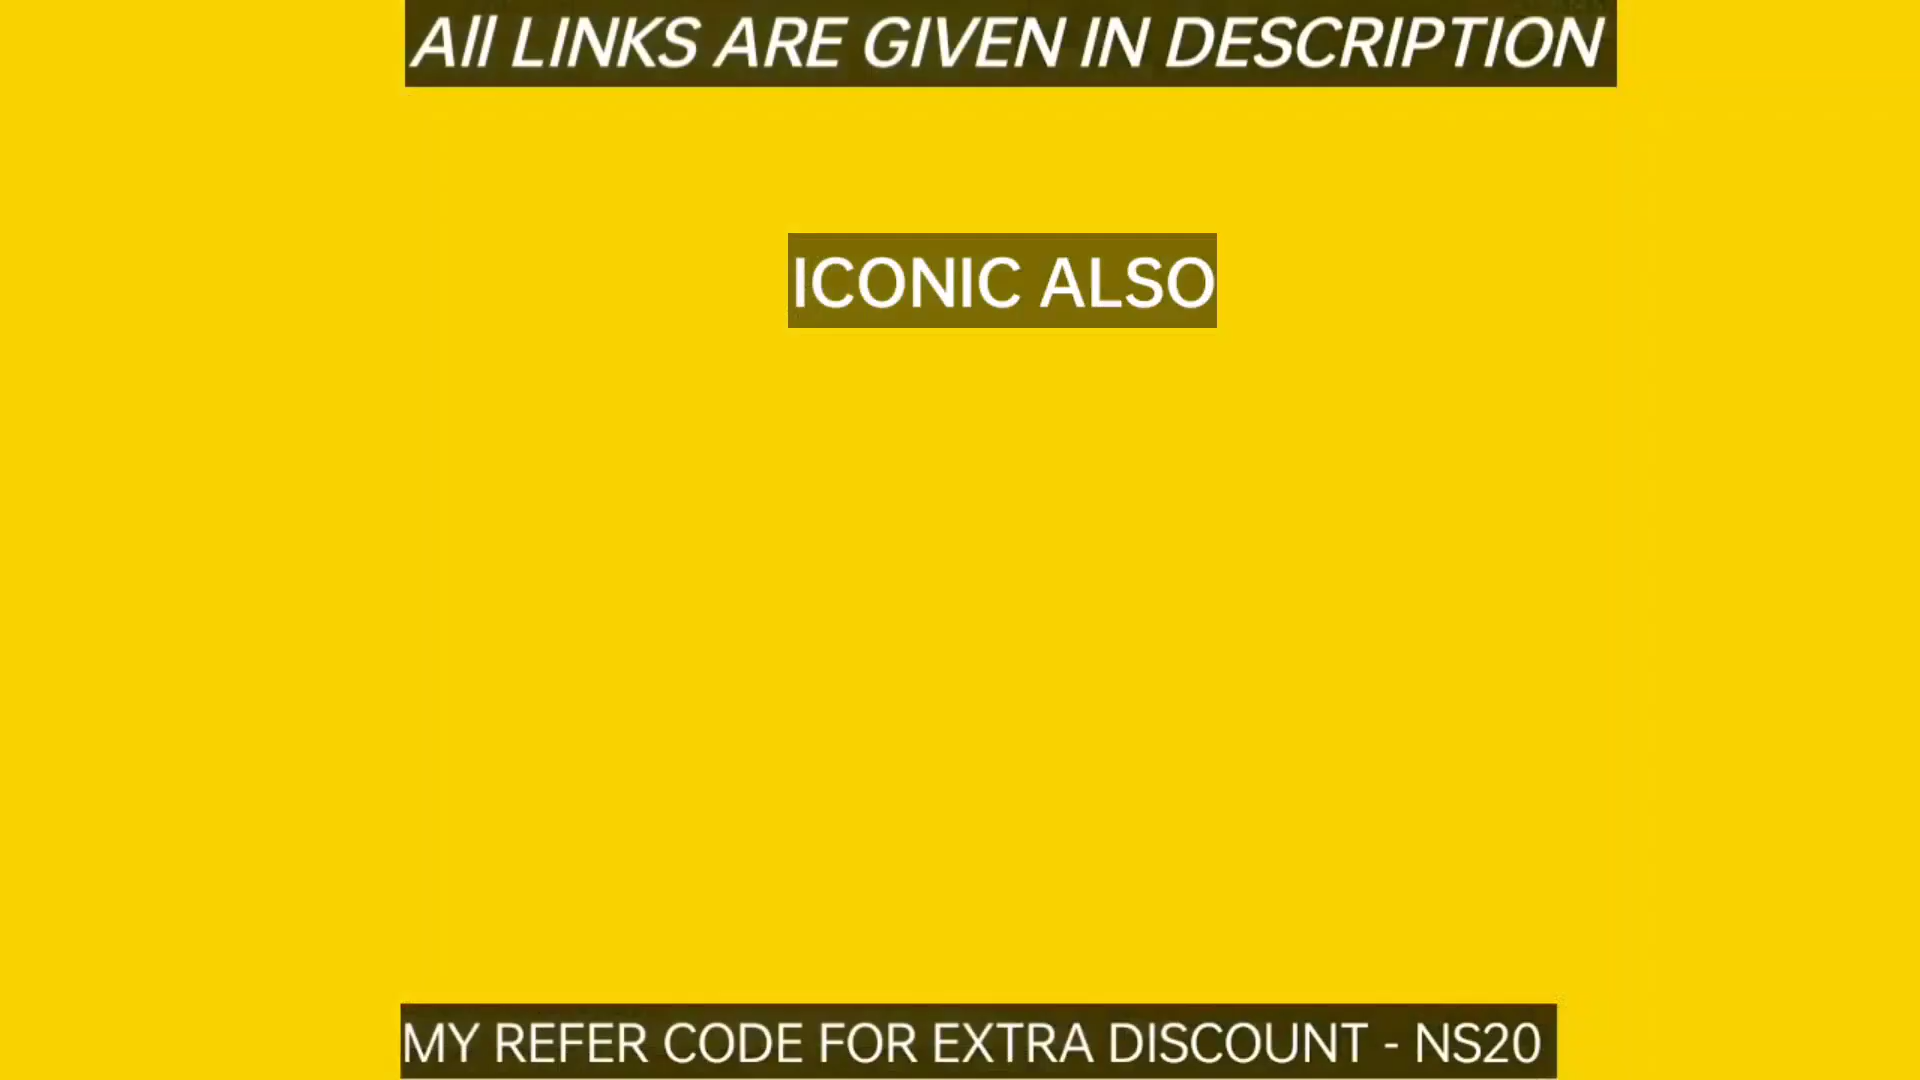 All LINKS ARE GIVEN IN DESCRIPTION
ICONIC ALSO
MY REFER CODE FOR EXTRA DISCOUNT - NS20